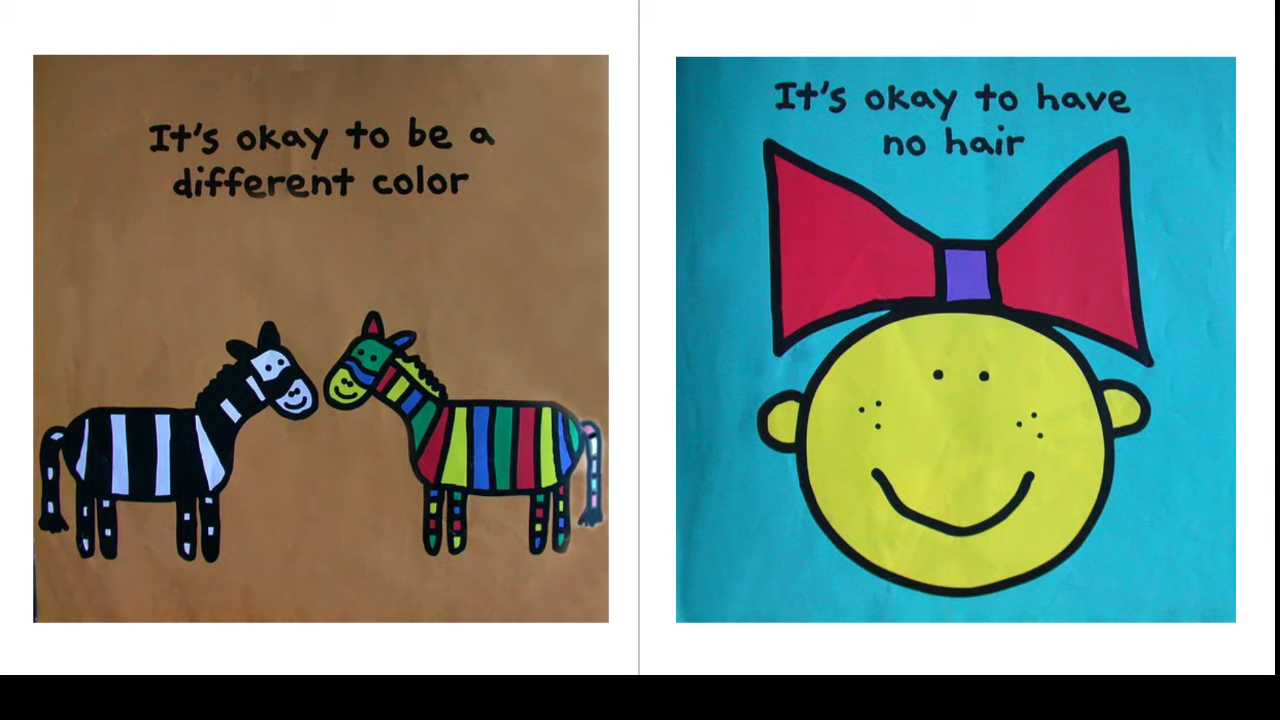 It's okay to be a
different color
It's okay to have
no hair